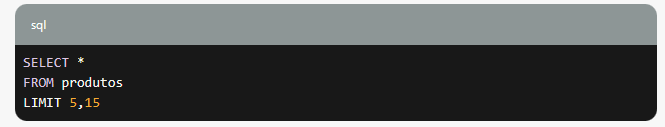 sql
SELECT *
FROM produtos
LIMIT 5,15